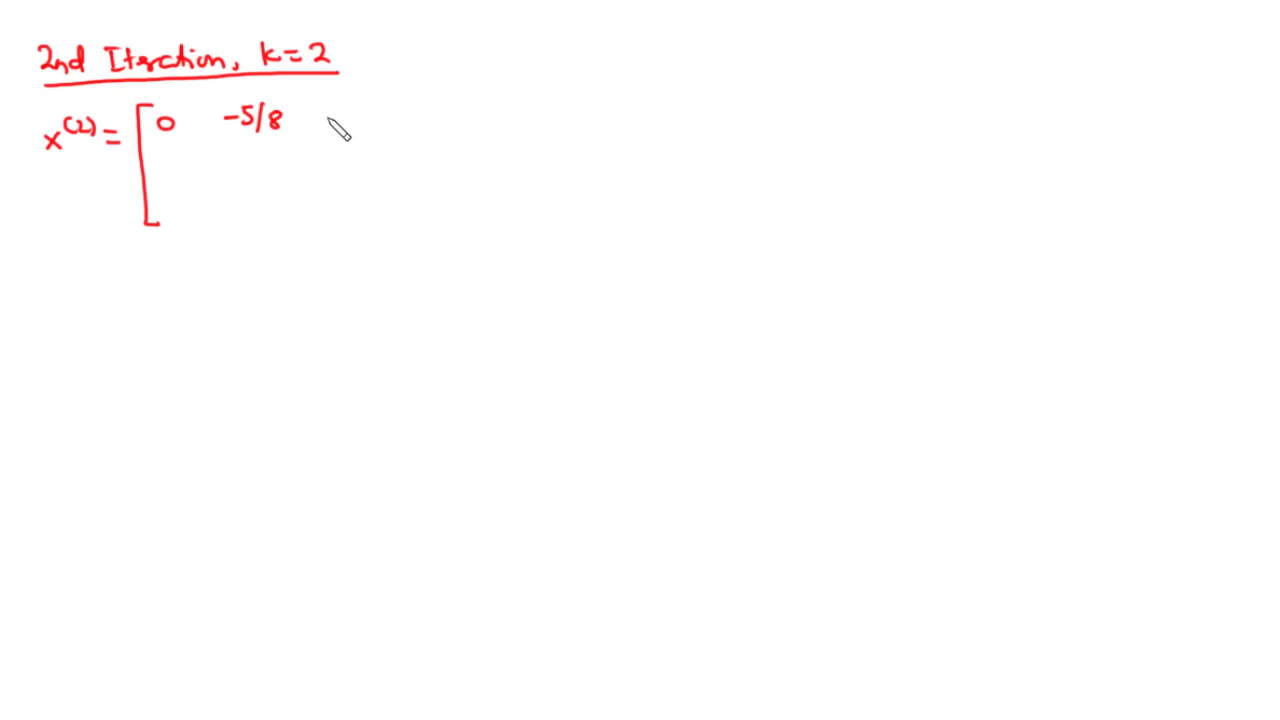 2nd Iteration, k=2
x^(2) = [ 0 -5/8